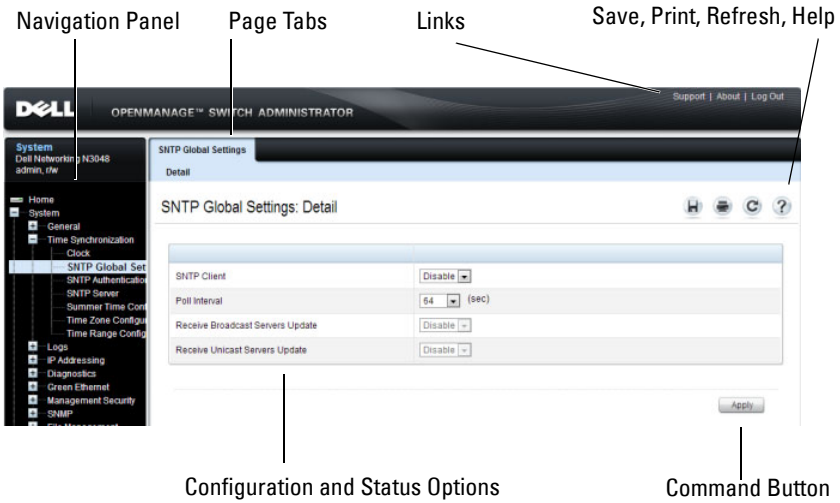 Navigation Panel
Page Tabs
Links
Save, Print, Refresh, Help
DELL
OPENMANAGE™ SWITCH ADMINISTRATOR
Support | About | Log Out
System
Dell Networking N3048
admin, r/w
SNTP Global Settings
Detail
Home
System
General
Time Synchronization
Clock
SNTP Global Set
SNTP Authentication
SNTP Server
Summer Time Conf
Time Zone Configu
Time Range Config
Logs
IP Addressing
Diagnostics
Green Ethernet
Management Security
SNMP
File Management
SNTP Global Settings: Detail
?
SNTP Client
Disable
Poll Interval
64 (sec)
Receive Broadcast Servers Update
Disable
Receive Unicast Servers Update
Disable
Apply
Configuration and Status Options
Command Button